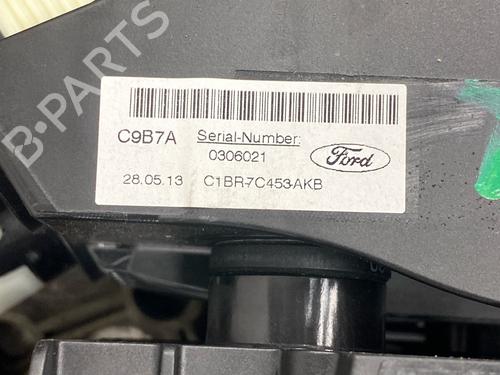 B-PARTS
C9B7A
Serial-Number:
0306021
Ford
28.05.13 C1BR-7C453-AKB